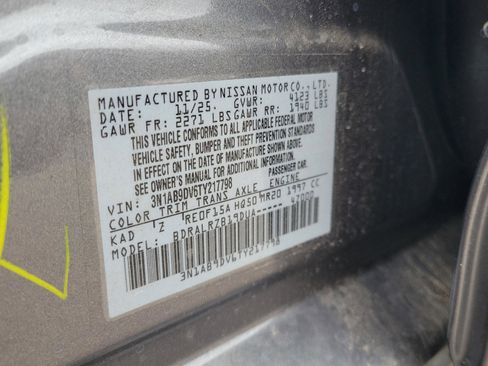 MANUFACTURED BY NISSAN MOTOR CO., LTD.
DATE: 11/25. GVWR: 4123 LBS
GAWR FR: 2271 LBS GAWR RR: 1940 LBS
THIS VEHICLE CONFORMS TO ALL APPLICABLE FEDERAL MOTOR
VEHICLE SAFETY, BUMPER AND THEFT PREVENTION STANDARDS
IN EFFECT ON THE DATE OF MANUFACTURE SHOWN ABOVE.
SEE OWNER'S MANUAL FOR ADDITIONAL INFORMATION.
VIN: 3N1AB9DV6TY217798 PASSENGER CAR.
COLOR TRIM TRANS AXLE ENGINE
KAD Z RE0F15A HQ50 MR20 1997 CC
MODEL: BDRALRZB19DUA----- 47000
3N1AB9DV6TY217798